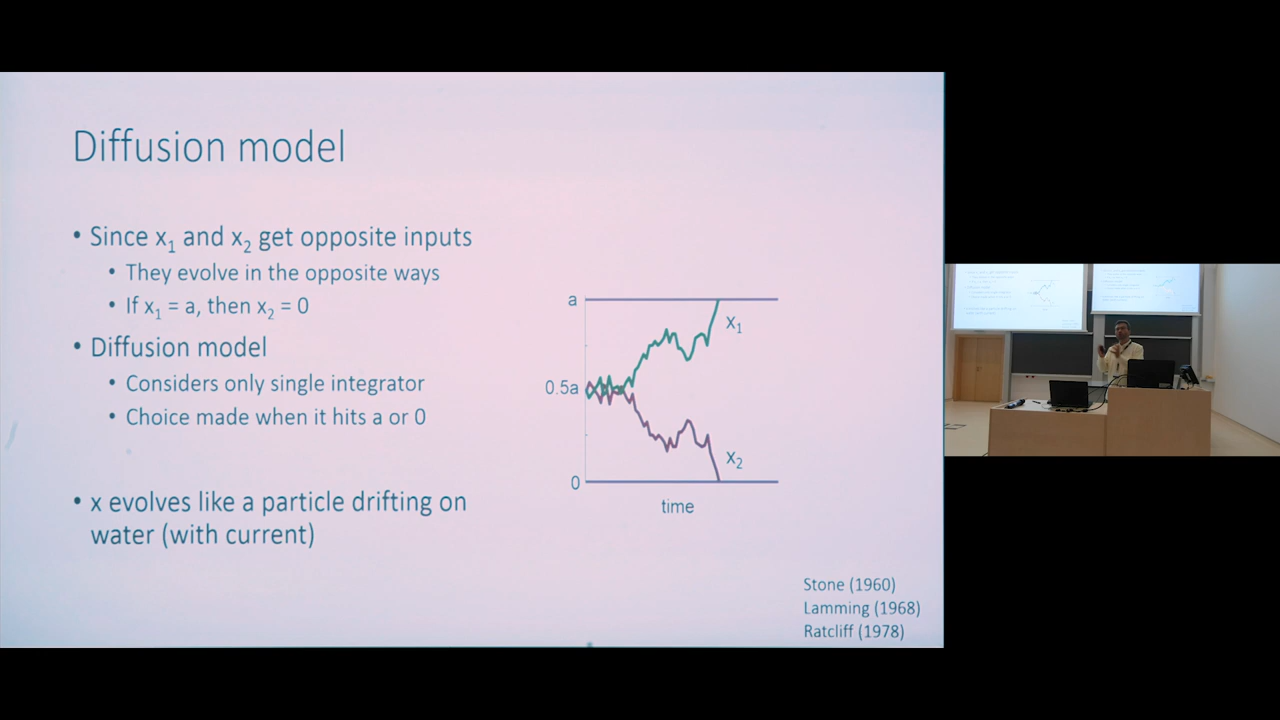 Diffusion model
• Since x₁ and x₂ get opposite inputs
• They evolve in the opposite ways
• If x₁ = a, then x₂ = 0
• Diffusion model
• Considers only single integrator
• Choice made when it hits a or 0
• x evolves like a particle drifting on
water (with current)
a
x₁
0.5a
x₂
0
time
Stone (1960)
Lamming (1968)
Ratcliff (1978)